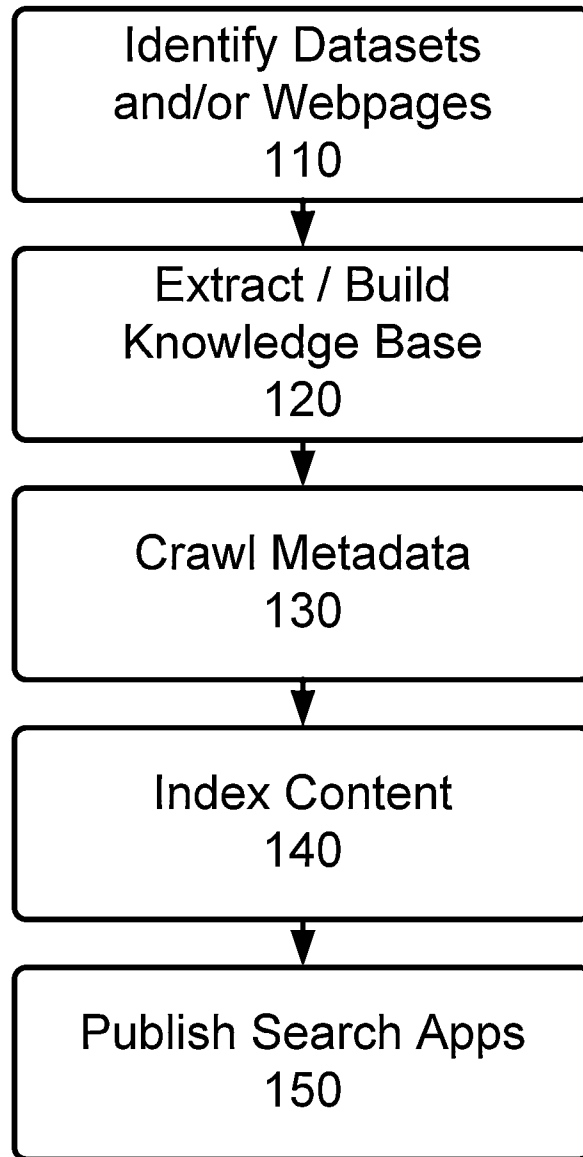 Identify Datasets
and/or Webpages
110
Extract / Build
Knowledge Base
120
Crawl Metadata
130
Index Content
140
Publish Search Apps
150